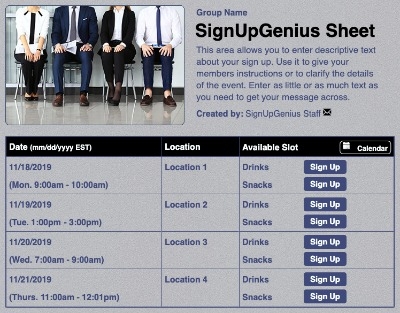 Group Name
SignUpGenius Sheet
This area allows you to enter descriptive text
about your sign up. Use it to give your
members instructions or to clarify the details
of the event. Enter as little or as much text as
you need to get your message across.
Created by: SignUpGenius Staff
Date (mm/dd/yyyy EST) Location Available Slot Calendar
11/18/2019 Location 1 Drinks Sign Up
(Mon. 9:00am - 10:00am) Snacks Sign Up
11/19/2019 Location 2 Drinks Sign Up
(Tue. 1:00pm - 3:00pm) Snacks Sign Up
11/20/2019 Location 3 Drinks Sign Up
(Wed. 7:00am - 9:00am) Snacks Sign Up
11/21/2019 Location 4 Drinks Sign Up
(Thurs. 11:00am - 12:01pm) Snacks Sign Up